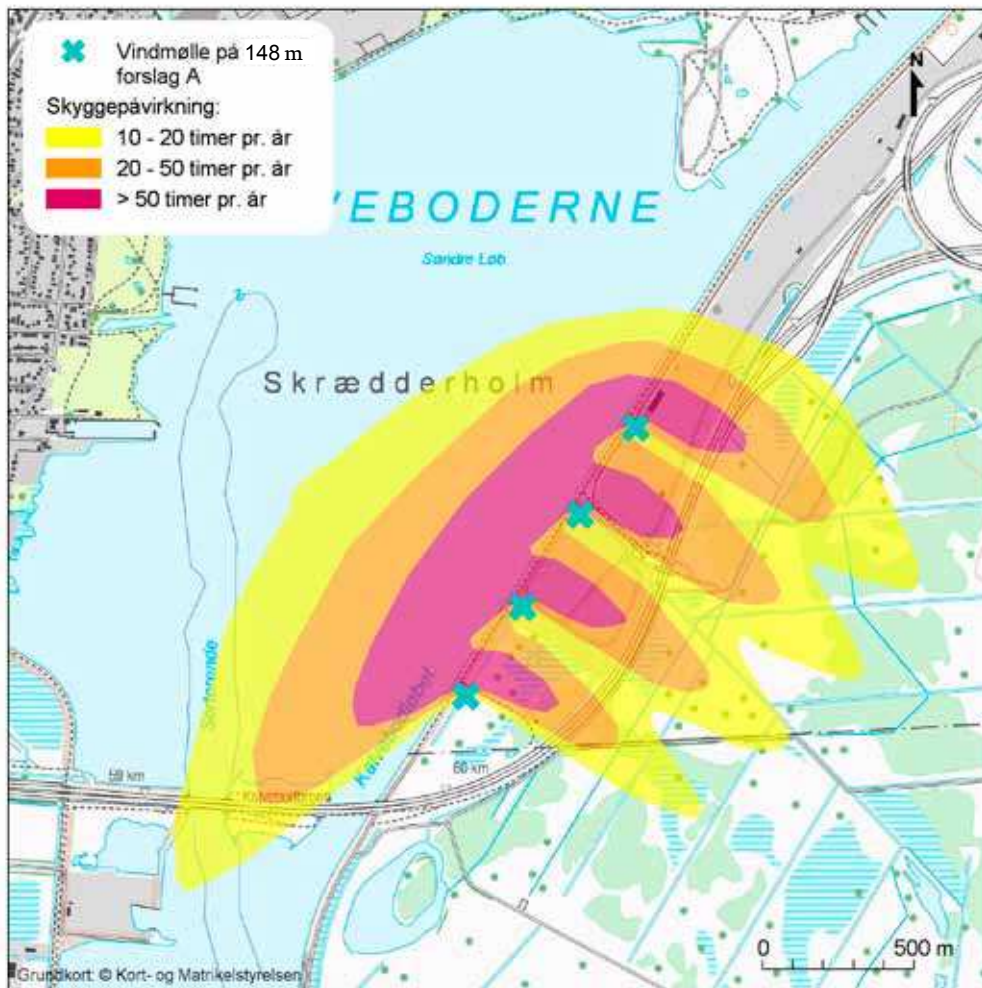 Vindmølle på 148 m
forslag A
Skyggepåvirkning:
10 - 20 timer pr. år
20 - 50 timer pr. år
> 50 timer pr. år
N
VEBODERNE
Søndre Løb
Skrædderholm
59 km
60 km
0 500 m
Grundkort: © Kort- og Matrikelstyrelsen